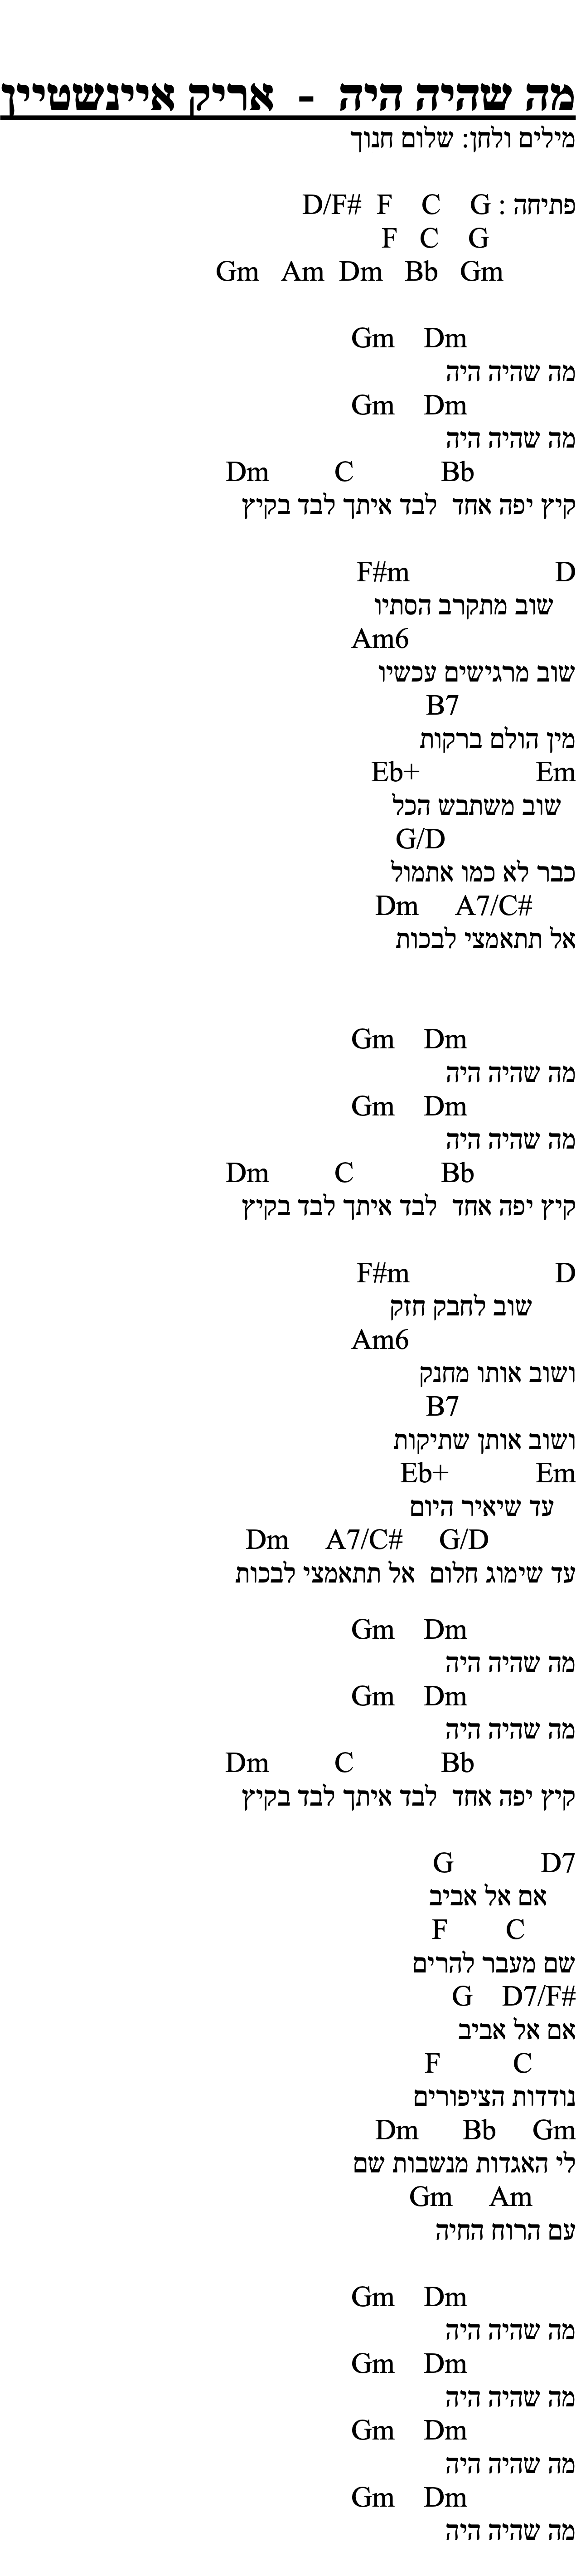 מה שהיה היה - אריק איינשטיין
מילים ולחן: שלום חנוך
פתיחה : D/F# F C G
F C G
Gm Am Dm Bb Gm
Gm Dm
מה שהיה היה
Gm Dm
מה שהיה היה
Dm C Bb
קיץ יפה אחד לבד איתך לבד בקיץ
F#m D
שוב מתקרב הסתיו
Am6
שוב מרגישים עכשיו
B7
מין הולם ברקות
Eb+ Em
שוב משתבש הכל
G/D
כבר לא כמו אתמול
Dm A7/C#
אל תתאמצי לבכות
Gm Dm
מה שהיה היה
Gm Dm
מה שהיה היה
Dm C Bb
קיץ יפה אחד לבד איתך לבד בקיץ
F#m D
שוב לחבק חזק
Am6
ושוב אותו מחנק
B7
ושוב אותן שתיקות
Eb+ Em
עד שיאיר היום
Dm A7/C# G/D
עד שימוג חלום אל תתאמצי לבכות
Gm Dm
מה שהיה היה
Gm Dm
מה שהיה היה
Dm C Bb
קיץ יפה אחד לבד איתך לבד בקיץ
G D7
אם אל אביב
F C
שם מעבר להרים
G D7/F#
אם אל אביב
F C
נודדות הציפורים
Dm Bb Gm
לי האגדות מנשבות שם
Gm Am
עם הרוח החיה
Gm Dm
מה שהיה היה
Gm Dm
מה שהיה היה
Gm Dm
מה שהיה היה
Gm Dm
מה שהיה היה